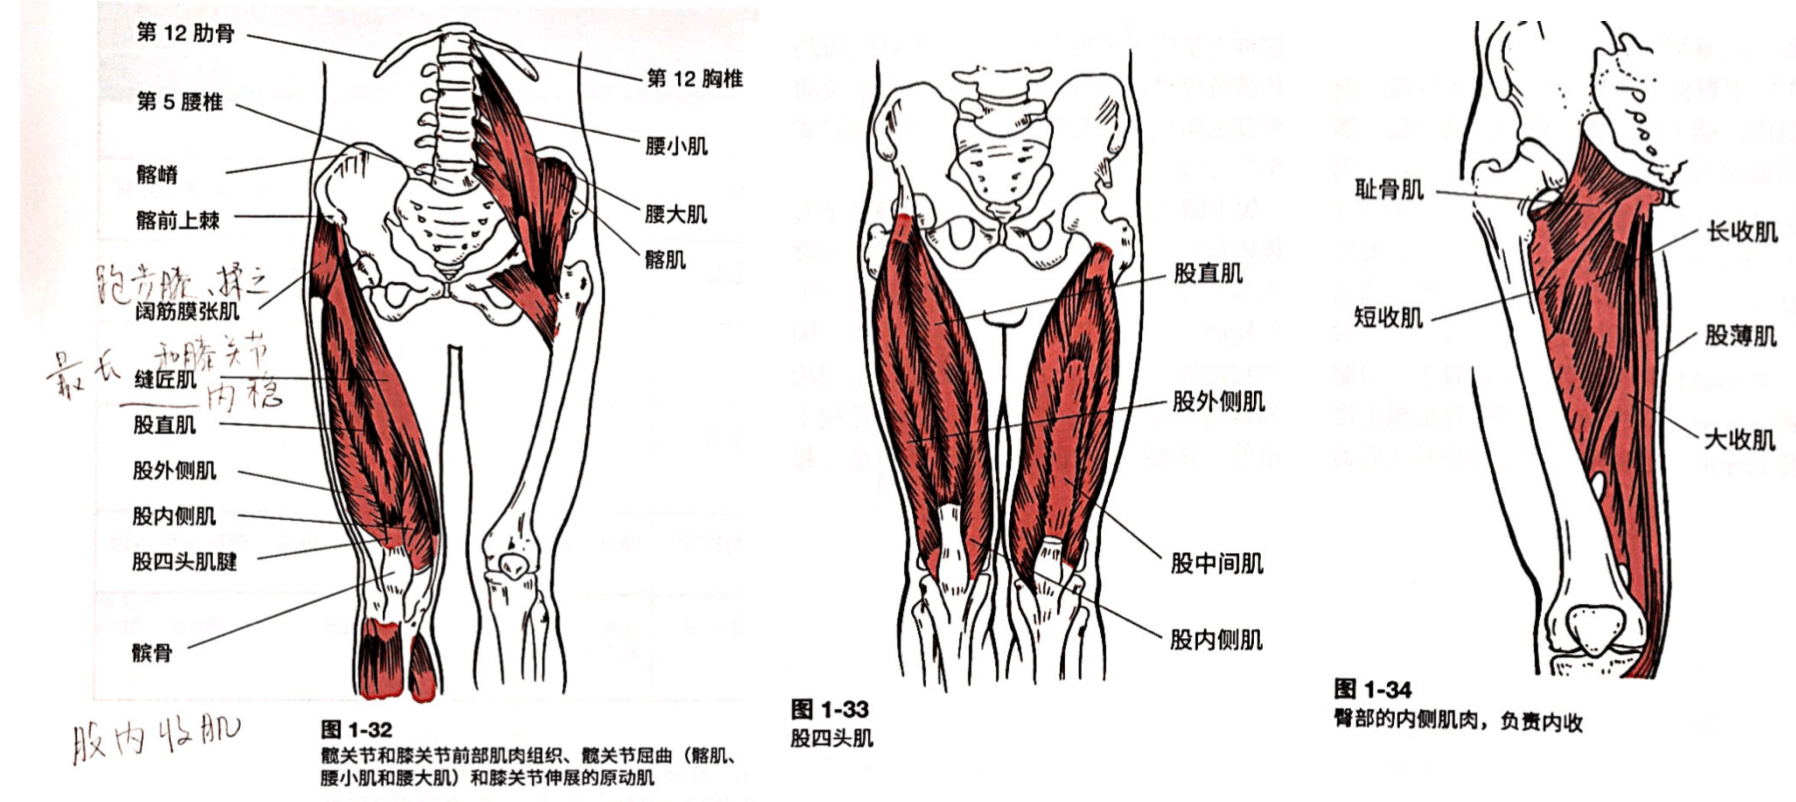 第 12 肋骨
第 12 胸椎
第 5 腰椎
腰小肌
髂嵴
髂前上棘
腰大肌
髂肌
跑步膝、揉之
阔筋膜张肌
最长 和膝关节
缝匠肌
内稳
股直肌
股外侧肌
股内侧肌
股四头肌腱
髌骨
股内收肌
图 1-32
髋关节和膝关节前部肌肉组织、髋关节屈曲（髂肌、
腰小肌和腰大肌）和膝关节伸展的原动肌
股直肌
股外侧肌
股中间肌
股内侧肌
图 1-33
股四头肌
耻骨肌
长收肌
短收肌
股薄肌
大收肌
图 1-34
臀部的内侧肌肉，负责内收